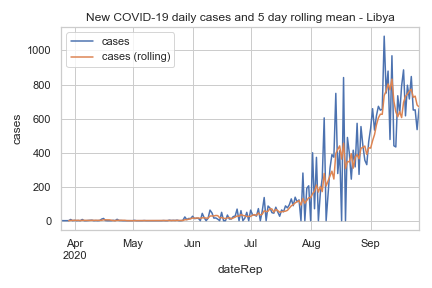 New COVID-19 daily cases and 5 day rolling mean - Libya
cases
cases (rolling)
1000
800
600
400
200
0
cases
Apr
2020
May
Jun
Jul
Aug
Sep
dateRep